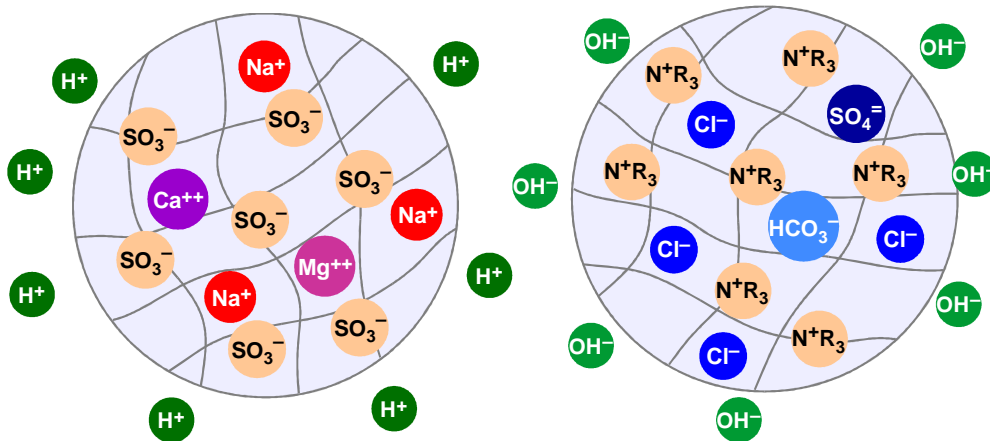 H⁺
Na⁺
H⁺
SO₃⁻
SO₃⁻
H⁺
SO₃⁻
Ca⁺⁺
SO₃⁻
Na⁺
SO₃⁻
Mg⁺⁺
H⁺
H⁺
Na⁺
SO₃⁻
SO₃⁻
H⁺
H⁺
OH⁻
N⁺R₃
OH⁻
N⁺R₃
Cl⁻
SO₄⁼
OH⁻
N⁺R₃
N⁺R₃
N⁺R₃
OH⁻
HCO₃⁻
Cl⁻
Cl⁻
N⁺R₃
OH⁻
OH⁻
Cl⁻
N⁺R₃
OH⁻